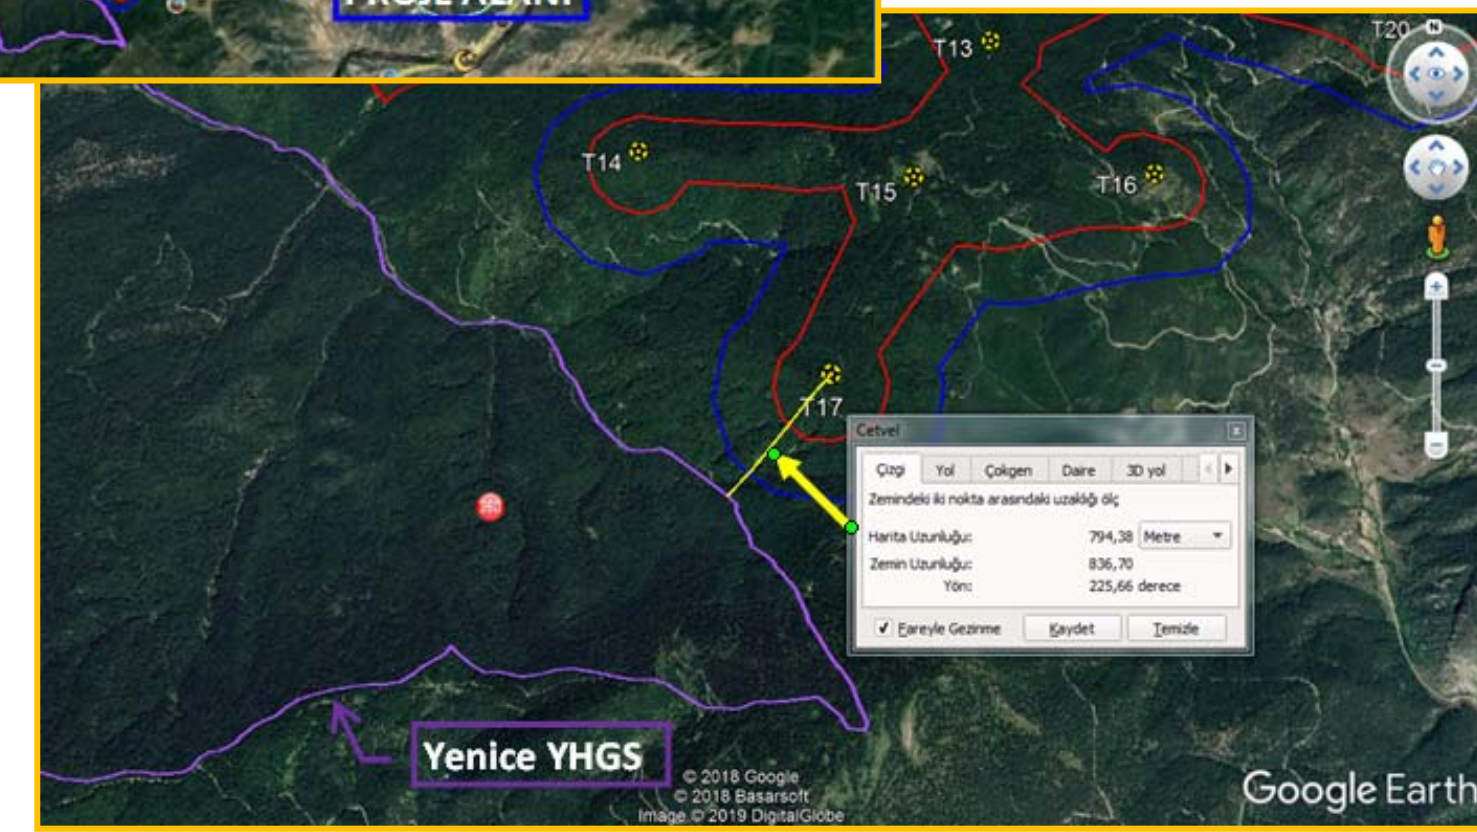 PROJE ALANI
T13
T20
N
T14
T15
T16
T17
Cetvel
x
Çizgi Yol Çokgen Daire 3D yol
Zemindeki iki nokta arasındaki uzaklığı ölç
Harita Uzunluğu: 794,38 Metre
Zemin Uzunluğu: 836,70
Yön: 225,66 derece
Fareyle Gezinme Kaydet Temizle
Yenice YHGS
© 2018 Google
© 2018 Basarsoft
Image © 2019 DigitalGlobe
Google Earth